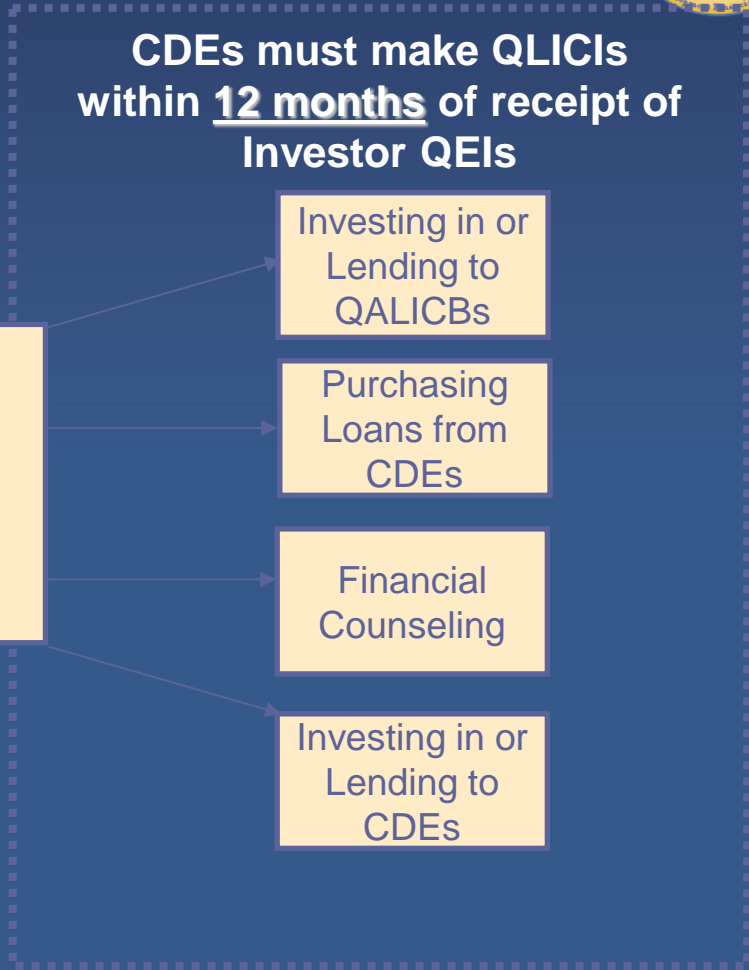 CDEs must make QLICIs
within 12 months of receipt of
Investor QEIs
Investing in or
Lending to
QALICBs
Purchasing
Loans from
CDEs
Financial
Counseling
Investing in or
Lending to
CDEs